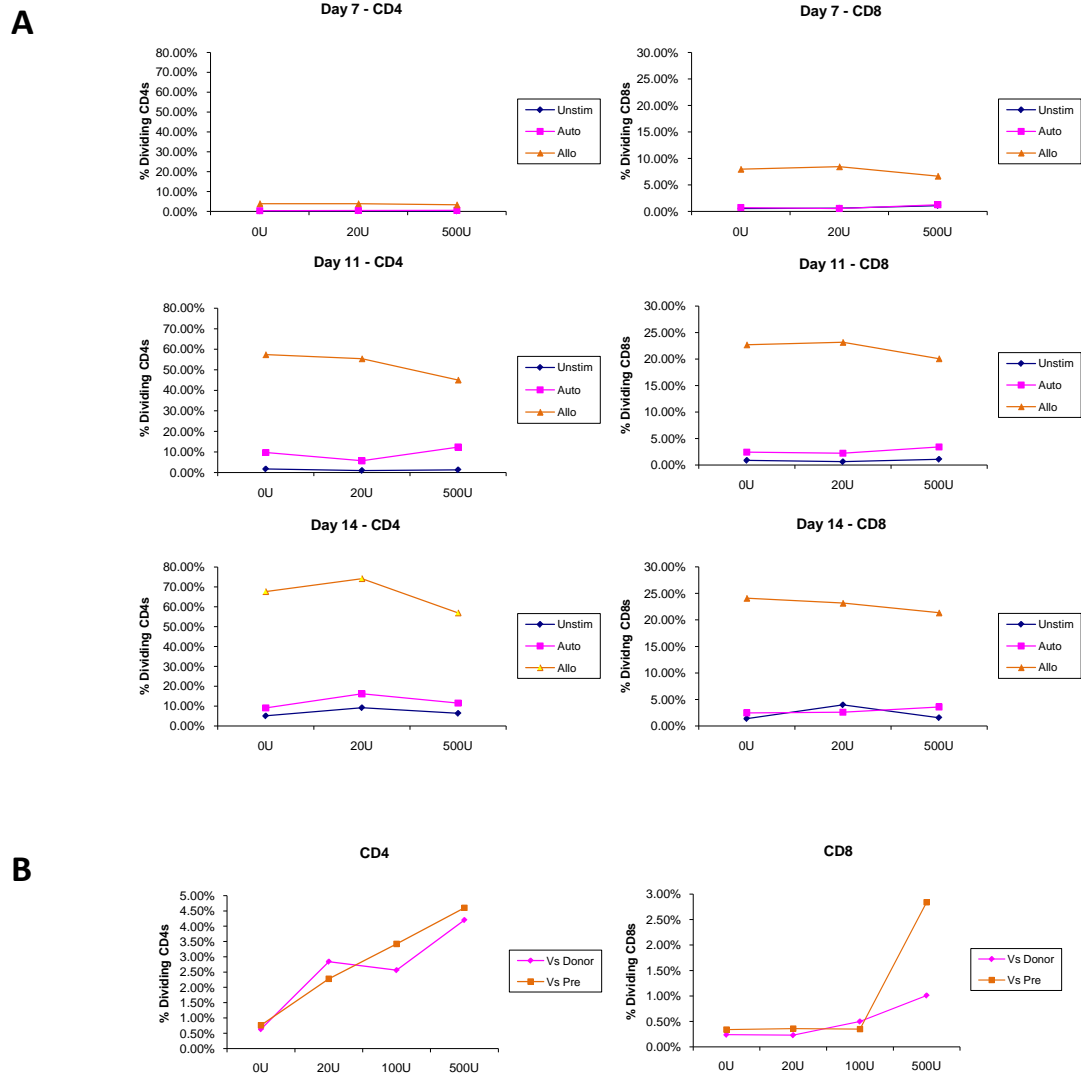 A
Day 7 - CD4
% Dividing CD4s
80.00%
70.00%
60.00%
50.00%
40.00%
30.00%
20.00%
10.00%
0.00%
0U 20U 500U
Unstim
Auto
Allo
Day 7 - CD8
% Dividing CD8s
30.00%
25.00%
20.00%
15.00%
10.00%
5.00%
0.00%
0U 20U 500U
Unstim
Auto
Allo
Day 11 - CD4
% Dividing CD4s
80.00%
70.00%
60.00%
50.00%
40.00%
30.00%
20.00%
10.00%
0.00%
0U 20U 500U
Unstim
Auto
Allo
Day 11 - CD8
% Dividing CD8s
30.00%
25.00%
20.00%
15.00%
10.00%
5.00%
0.00%
0U 20U 500U
Unstim
Auto
Allo
Day 14 - CD4
% Dividing CD4s
80.00%
70.00%
60.00%
50.00%
40.00%
30.00%
20.00%
10.00%
0.00%
0U 20U 500U
Unstim
Auto
Allo
Day 14 - CD8
% Dividng CD8s
30.00%
25.00%
20.00%
15.00%
10.00%
5.00%
0.00%
0U 20U 500U
Unstim
Auto
Allo
B
CD4
% Dividing CD4s
5.00%
4.50%
4.00%
3.50%
3.00%
2.50%
2.00%
1.50%
1.00%
0.50%
0.00%
0U 20U 100U 500U
Vs Donor
Vs Pre
CD8
% Dividing CD8s
3.00%
2.50%
2.00%
1.50%
1.00%
0.50%
0.00%
0U 20U 100U 500U
Vs Donor
Vs Pre